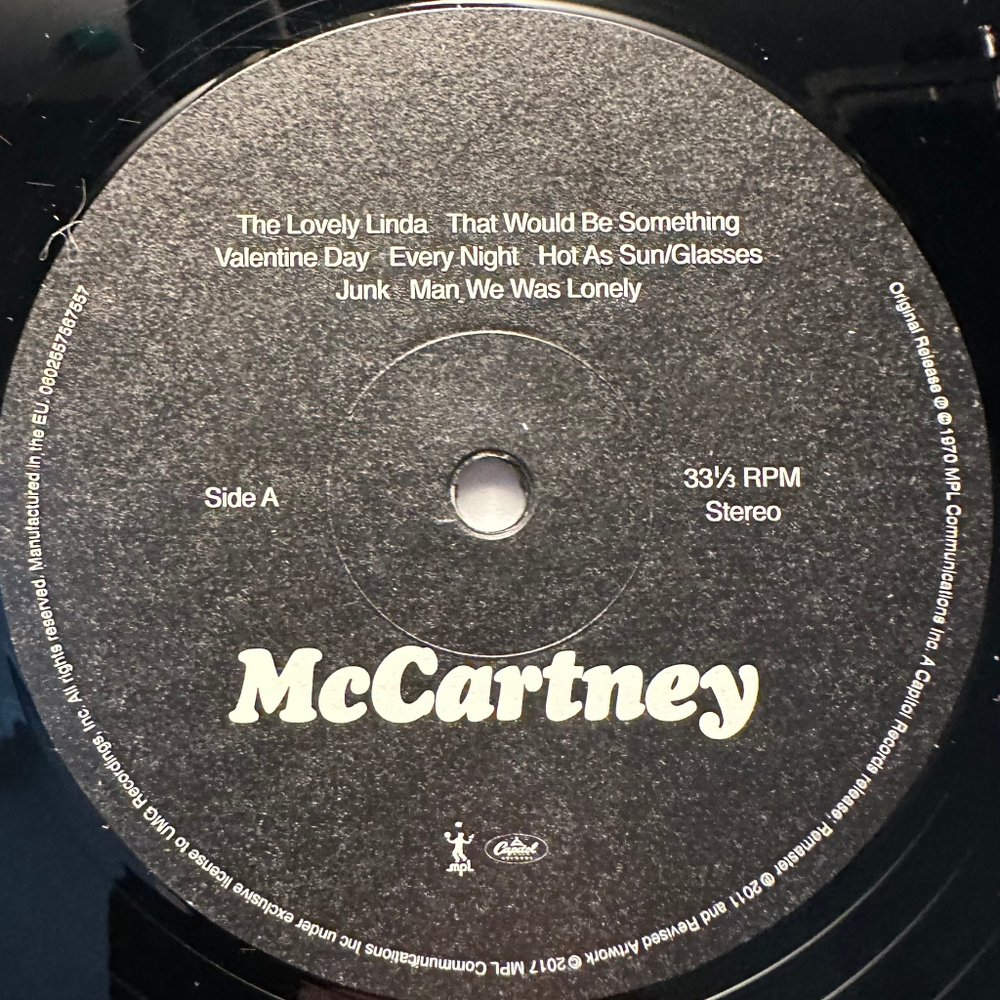 The Lovely Linda That Would Be Something
Valentine Day Every Night Hot As Sun/Glasses
Junk Man We Was Lonely
Side A
33⅓ RPM
Stereo
McCartney
mpl
Capitol
RECORDS
Original Release ℗ © 1970 MPL Communications Inc. A Capitol Records release; Remaster ℗ 2011 and Revised Artwork © 2017 MPL Communications Inc under exclusive license to UMG Recordings, Inc. All rights reserved. Manufactured in the EU. 0602557567557